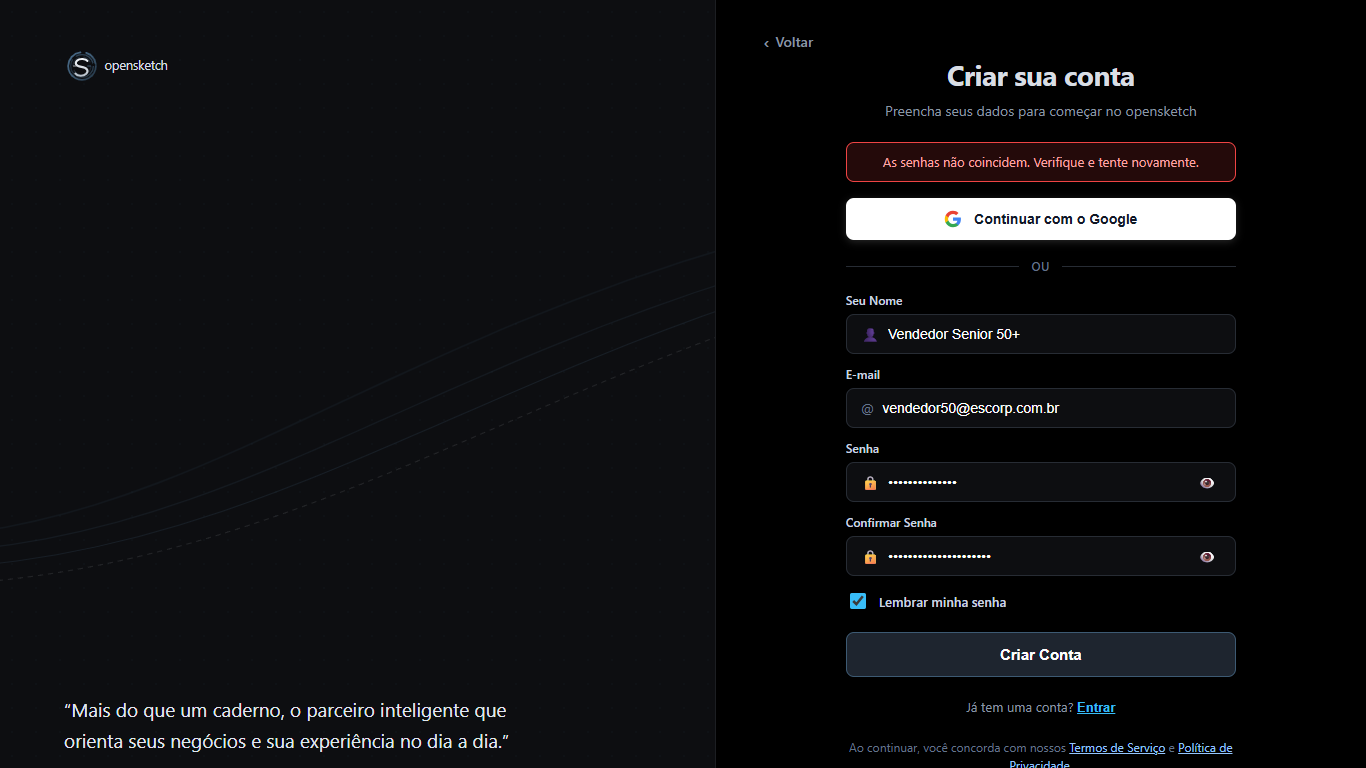 opensketch
“Mais do que um caderno, o parceiro inteligente que
orienta seus negócios e sua experiência no dia a dia.”
‹ Voltar
Criar sua conta
Preencha seus dados para começar no opensketch
As senhas não coincidem. Verifique e tente novamente.
Continuar com o Google
OU
Seu Nome
Vendedor Senior 50+
E-mail
@ vendedor50@escorp.com.br
Senha
••••••••••••••
Confirmar Senha
•••••••••••••••••••••
Lembrar minha senha
Criar Conta
Já tem uma conta? Entrar
Ao continuar, você concorda com nossos Termos de Serviço e Política de
Privacidade